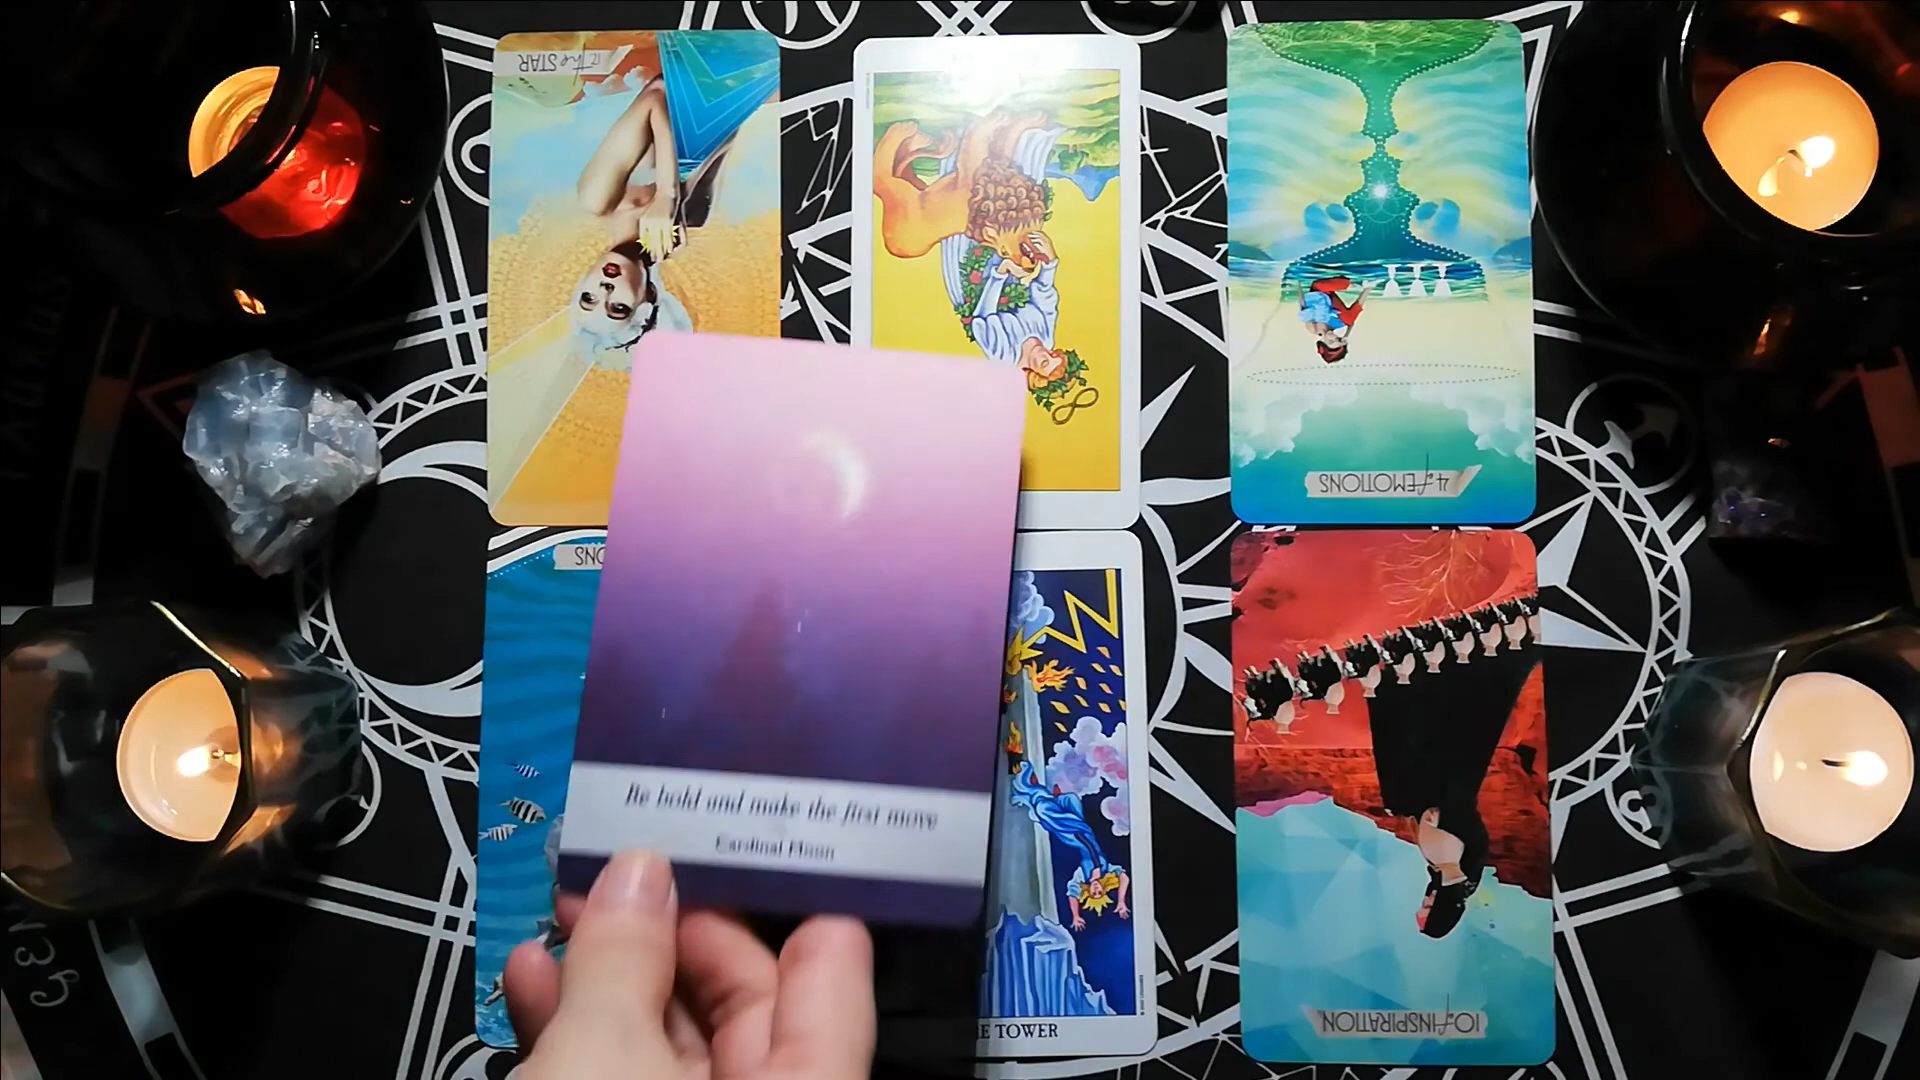 17 the STAR
4 of EMOTIONS
Be bold and make the first move
Cardinal Moon
E TOWER
10 of INSPIRATION